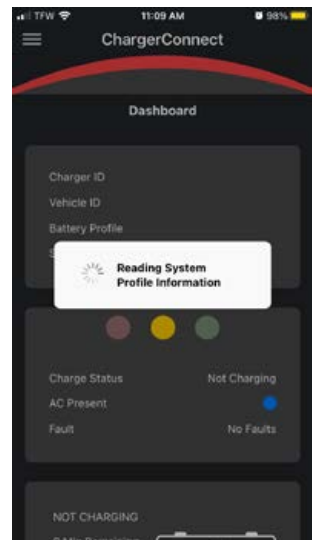 TFW 11:09 AM 98%
ChargerConnect
Dashboard
Charger ID
Vehicle ID
Battery Profile
Reading System
Profile Information
Charge Status Not Charging
AC Present
Fault No Faults
NOT CHARGING